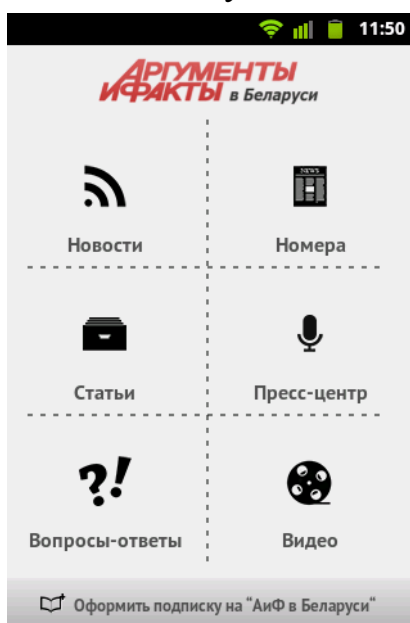 11:50
АРГУМЕНТЫ
И ФАКТЫ в Беларуси
NEWS
Новости
Номера
Статьи
Пресс-центр
?!
Вопросы-ответы
Видео
Оформить подписку на "АиФ в Беларуси"